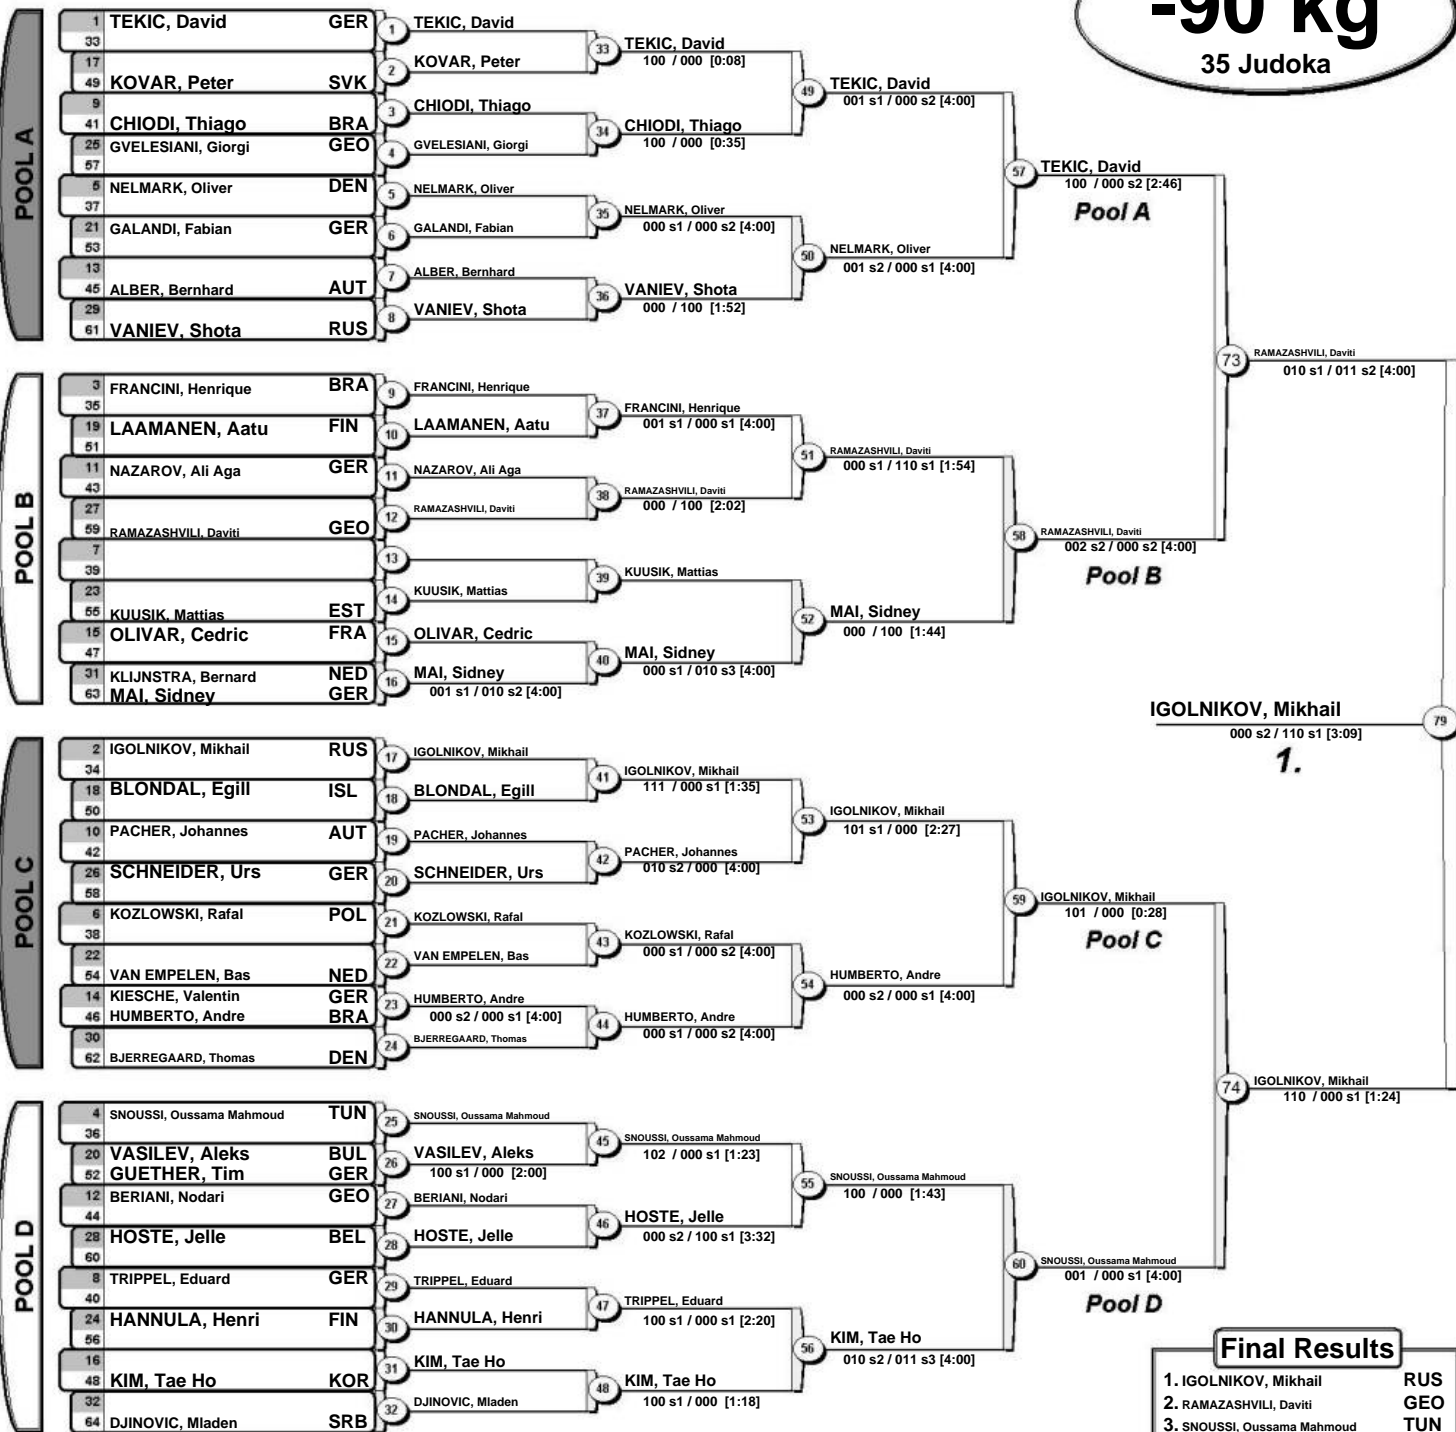 -90 kg
35 Judoka
POOL A
1 TEKIC, David GER
33
17
49 KOVAR, Peter SVK
9
41 CHIODI, Thiago BRA
25 GVELESIANI, Giorgi GEO
57
5 NELMARK, Oliver DEN
37
21 GALANDI, Fabian GER
53
13
45 ALBER, Bernhard AUT
29
61 VANIEV, Shota RUS
1 TEKIC, David
2 KOVAR, Peter
3 CHIODI, Thiago
4 GVELESIANI, Giorgi
5 NELMARK, Oliver
6 GALANDI, Fabian
7 ALBER, Bernhard
8 VANIEV, Shota
33 TEKIC, David
100 / 000 [0:08]
34 CHIODI, Thiago
100 / 000 [0:35]
35 NELMARK, Oliver
000 s1 / 000 s2 [4:00]
36 VANIEV, Shota
000 / 100 [1:52]
49 TEKIC, David
001 s1 / 000 s2 [4:00]
50 NELMARK, Oliver
001 s2 / 000 s1 [4:00]
57 TEKIC, David
100 / 000 s2 [2:46]
Pool A
POOL B
3 FRANCINI, Henrique BRA
35
19 LAAMANEN, Aatu FIN
51
11 NAZAROV, Ali Aga GER
43
27
59 RAMAZASHVILI, Daviti GEO
7
39
23
55 KUUSIK, Mattias EST
15 OLIVAR, Cedric FRA
47
31 KLIJNSTRA, Bernard NED
63 MAI, Sidney GER
9 FRANCINI, Henrique
10 LAAMANEN, Aatu
11 NAZAROV, Ali Aga
12 RAMAZASHVILI, Daviti
13
14 KUUSIK, Mattias
15 OLIVAR, Cedric
16 MAI, Sidney
001 s1 / 010 s2 [4:00]
37 FRANCINI, Henrique
001 s1 / 000 s1 [4:00]
38 RAMAZASHVILI, Daviti
000 / 100 [2:02]
39 KUUSIK, Mattias
40 MAI, Sidney
000 s1 / 010 s3 [4:00]
51 RAMAZASHVILI, Daviti
000 s1 / 110 s1 [1:54]
52 MAI, Sidney
000 / 100 [1:44]
58 RAMAZASHVILI, Daviti
002 s2 / 000 s2 [4:00]
Pool B
73 RAMAZASHVILI, Daviti
010 s1 / 011 s2 [4:00]
IGOLNIKOV, Mikhail 79
000 s2 / 110 s1 [3:09]
1.
POOL C
2 IGOLNIKOV, Mikhail RUS
34
18 BLONDAL, Egill ISL
50
10 PACHER, Johannes AUT
42
26 SCHNEIDER, Urs GER
58
6 KOZLOWSKI, Rafal POL
38
22
54 VAN EMPELEN, Bas NED
14 KIESCHE, Valentin GER
46 HUMBERTO, Andre BRA
30
62 BJERREGAARD, Thomas DEN
17 IGOLNIKOV, Mikhail
18 BLONDAL, Egill
19 PACHER, Johannes
20 SCHNEIDER, Urs
21 KOZLOWSKI, Rafal
22 VAN EMPELEN, Bas
23 HUMBERTO, Andre
000 s2 / 000 s1 [4:00]
24 BJERREGAARD, Thomas
41 IGOLNIKOV, Mikhail
111 / 000 s1 [1:35]
42 PACHER, Johannes
010 s2 / 000 [4:00]
43 KOZLOWSKI, Rafal
000 s1 / 000 s2 [4:00]
44 HUMBERTO, Andre
000 s1 / 000 s2 [4:00]
53 IGOLNIKOV, Mikhail
101 s1 / 000 [2:27]
54 HUMBERTO, Andre
000 s2 / 000 s1 [4:00]
59 IGOLNIKOV, Mikhail
101 / 000 [0:28]
Pool C
74 IGOLNIKOV, Mikhail
110 / 000 s1 [1:24]
POOL D
4 SNOUSSI, Oussama Mahmoud TUN
36
20 VASILEV, Aleks BUL
52 GUETHER, Tim GER
12 BERIANI, Nodari GEO
44
28 HOSTE, Jelle BEL
60
8 TRIPPEL, Eduard GER
40
24 HANNULA, Henri FIN
56
16
48 KIM, Tae Ho KOR
32
64 DJINOVIC, Mladen SRB
25 SNOUSSI, Oussama Mahmoud
26 VASILEV, Aleks
100 s1 / 000 [2:00]
27 BERIANI, Nodari
28 HOSTE, Jelle
29 TRIPPEL, Eduard
30 HANNULA, Henri
31 KIM, Tae Ho
32 DJINOVIC, Mladen
45 SNOUSSI, Oussama Mahmoud
102 / 000 s1 [1:23]
46 HOSTE, Jelle
000 s2 / 100 s1 [3:32]
47 TRIPPEL, Eduard
100 s1 / 000 s1 [2:20]
48 KIM, Tae Ho
100 s1 / 000 [1:18]
55 SNOUSSI, Oussama Mahmoud
100 / 000 [1:43]
56 KIM, Tae Ho
010 s2 / 011 s3 [4:00]
60 SNOUSSI, Oussama Mahmoud
001 / 000 s1 [4:00]
Pool D
Final Results
1. IGOLNIKOV, Mikhail RUS
2. RAMAZASHVILI, Daviti GEO
3. SNOUSSI, Oussama Mahmoud TUN